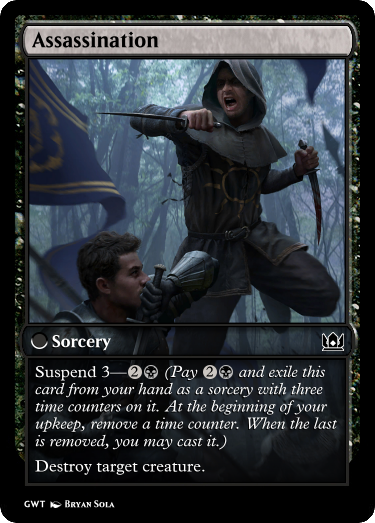 Assassination
Sorcery
Suspend 3—2 (Pay 2 and exile this
card from your hand as a sorcery with three
time counters on it. At the beginning of your
upkeep, remove a time counter. When the last
is removed, you may cast it.)
Destroy target creature.
GWT Bryan Sola